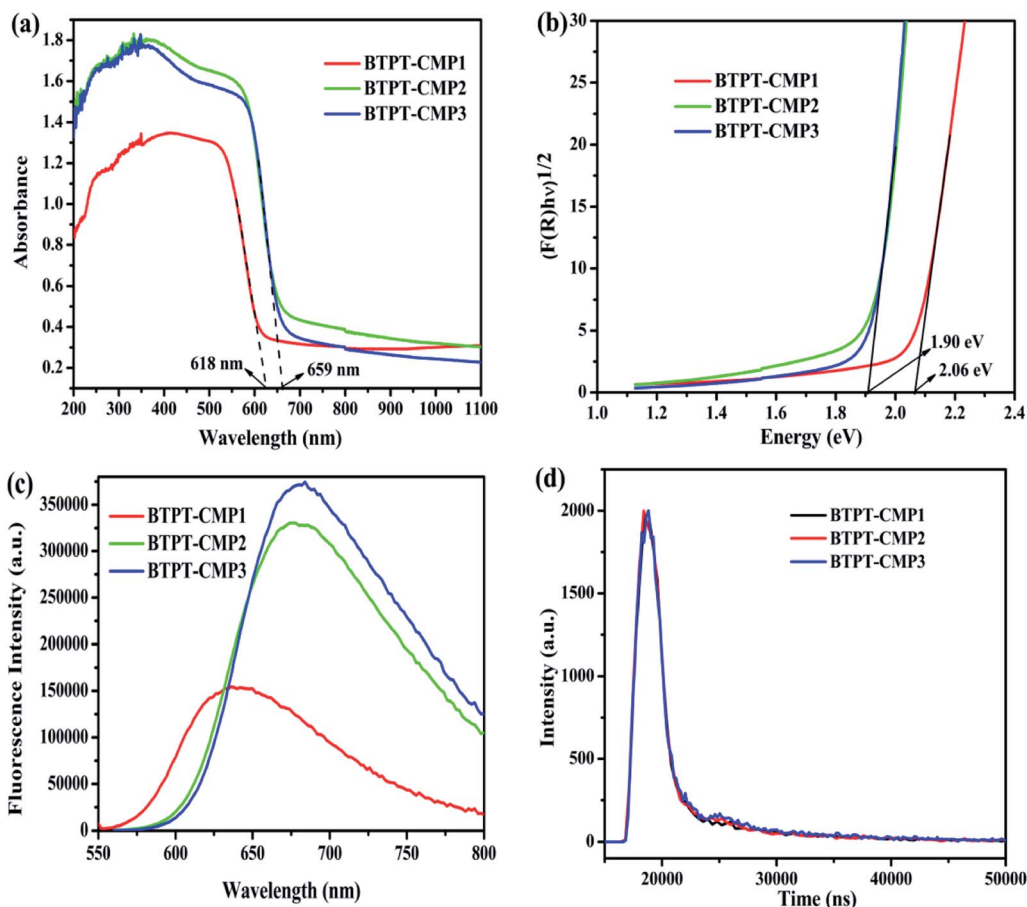 (a)
BTPT-CMP1
BTPT-CMP2
BTPT-CMP3
1.8
1.6
1.4
1.2
1.0
0.8
0.6
0.4
0.2
Absorbance
618 nm
659 nm
200 300 400 500 600 700 800 900 1000 1100
Wavelength (nm)
(b)
BTPT-CMP1
BTPT-CMP2
BTPT-CMP3
30
25
20
15
10
5
0
(F(R)hν)1/2
1.90 eV
2.06 eV
1.0 1.2 1.4 1.6 1.8 2.0 2.2 2.4
Energy (eV)
(c)
BTPT-CMP1
BTPT-CMP2
BTPT-CMP3
350000
300000
250000
200000
150000
100000
50000
0
Fluorescence Intensity (a.u.)
550 600 650 700 750 800
Wavelength (nm)
(d)
BTPT-CMP1
BTPT-CMP2
BTPT-CMP3
2000
1500
1000
500
0
Intensity (a.u.)
20000 30000 40000 50000
Time (ns)